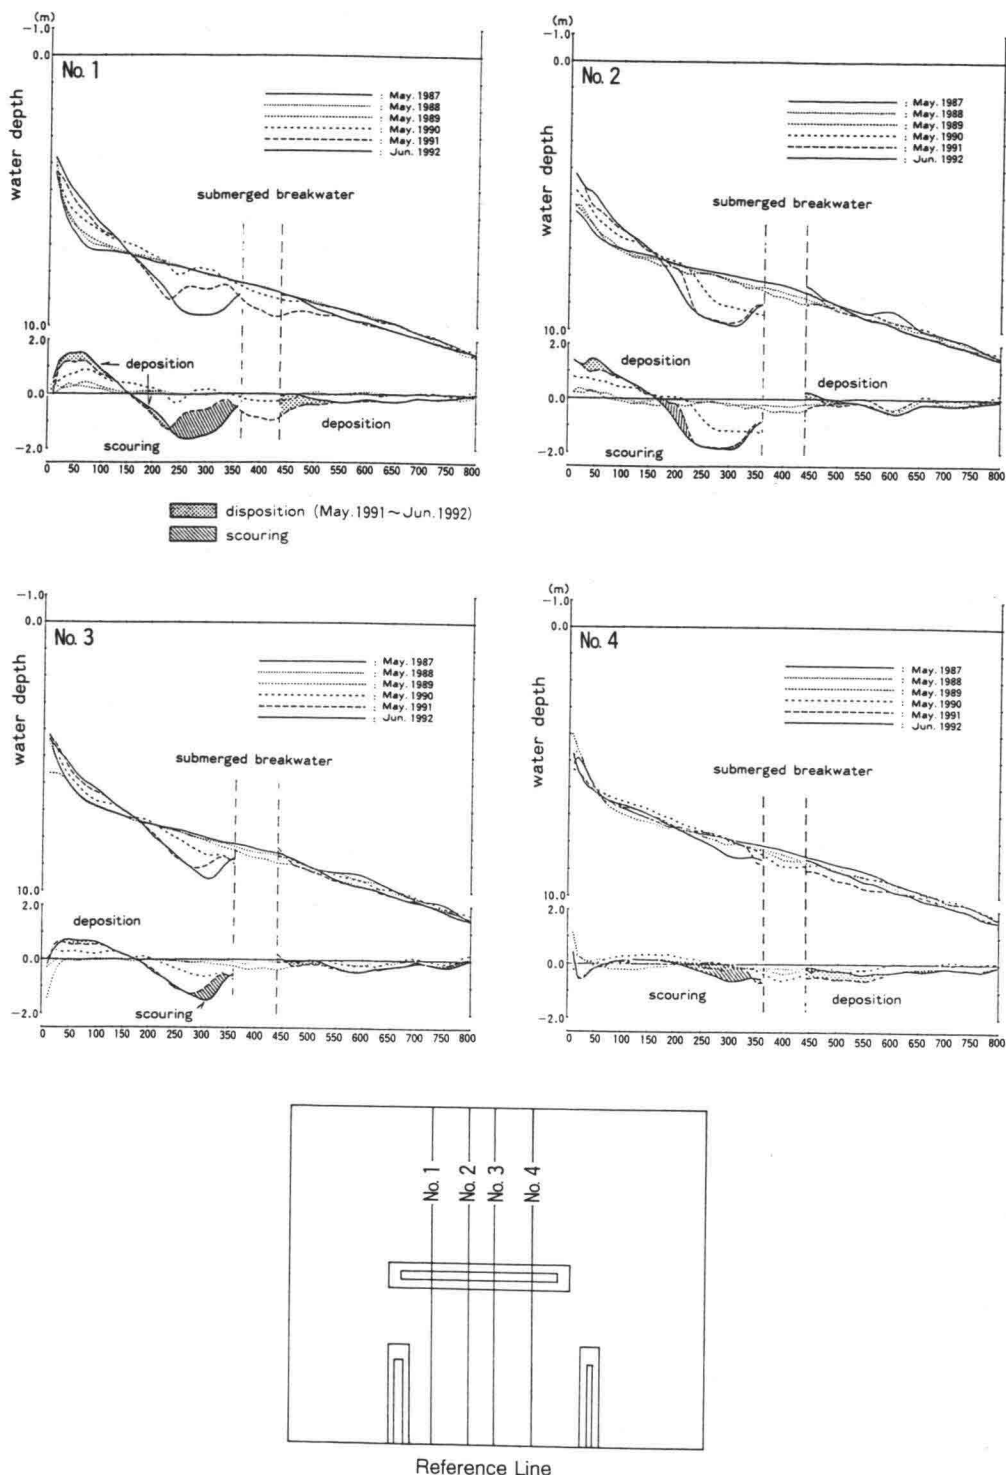 (m)
-1.0
0.0
No. 1
: May. 1987
: May. 1988
: May. 1989
: May. 1990
: May. 1991
: Jun. 1992
water depth
submerged breakwater
10.0
2.0
deposition
0.0
scouring
deposition
-2.0
0 50 100 150 200 250 300 350 400 450 500 550 600 650 700 750 800
(m)
-1.0
0.0
No. 2
: May. 1987
: May. 1988
: May. 1989
: May. 1990
: May. 1991
: Jun. 1992
water depth
submerged breakwater
10.0
2.0
deposition
deposition
0.0
scouring
-2.0
0 50 100 150 200 250 300 350 400 450 500 550 600 650 700 750 800
disposition (May. 1991~Jun. 1992)
scouring
-1.0
0.0
No. 3
: May. 1987
: May. 1988
: May. 1989
: May. 1990
: May. 1991
: Jun. 1992
water depth
submerged breakwater
10.0
2.0
deposition
0.0
scouring
-2.0
0 50 100 150 200 250 300 350 400 450 500 550 600 650 700 750 800
(m)
-1.0
0.0
No. 4
: May. 1987
: May. 1988
: May. 1989
: May. 1990
: May. 1991
: Jun. 1992
water depth
submerged breakwater
10.0
2.0
0.0
scouring
deposition
-2.0
0 50 100 150 200 250 300 350 400 450 500 550 600 650 700 750 800
No. 1
No. 2
No. 3
No. 4
Reference Line